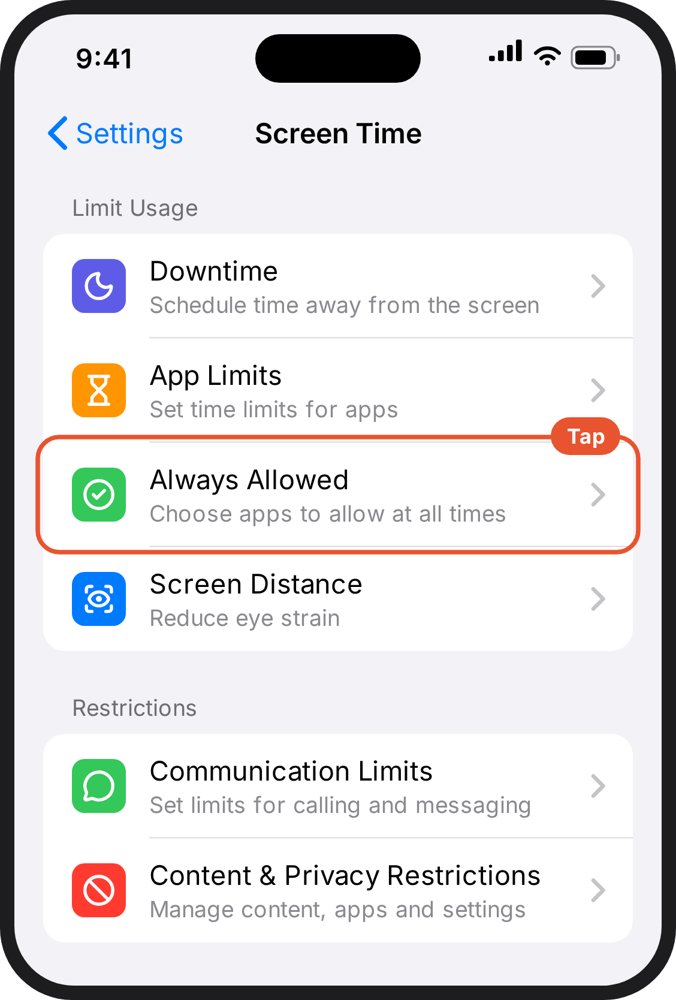 9:41
Settings
Screen Time
Limit Usage
Downtime
Schedule time away from the screen
App Limits
Set time limits for apps
Tap
Always Allowed
Choose apps to allow at all times
Screen Distance
Reduce eye strain
Restrictions
Communication Limits
Set limits for calling and messaging
Content & Privacy Restrictions
Manage content, apps and settings